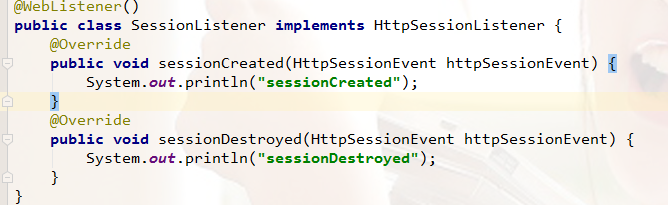 @WebListener()
public class SessionListener implements HttpSessionListener {
    @Override
    public void sessionCreated(HttpSessionEvent httpSessionEvent) {
        System.out.println("sessionCreated");
    }
    @Override
    public void sessionDestroyed(HttpSessionEvent httpSessionEvent) {
        System.out.println("sessionDestroyed");
    }
}